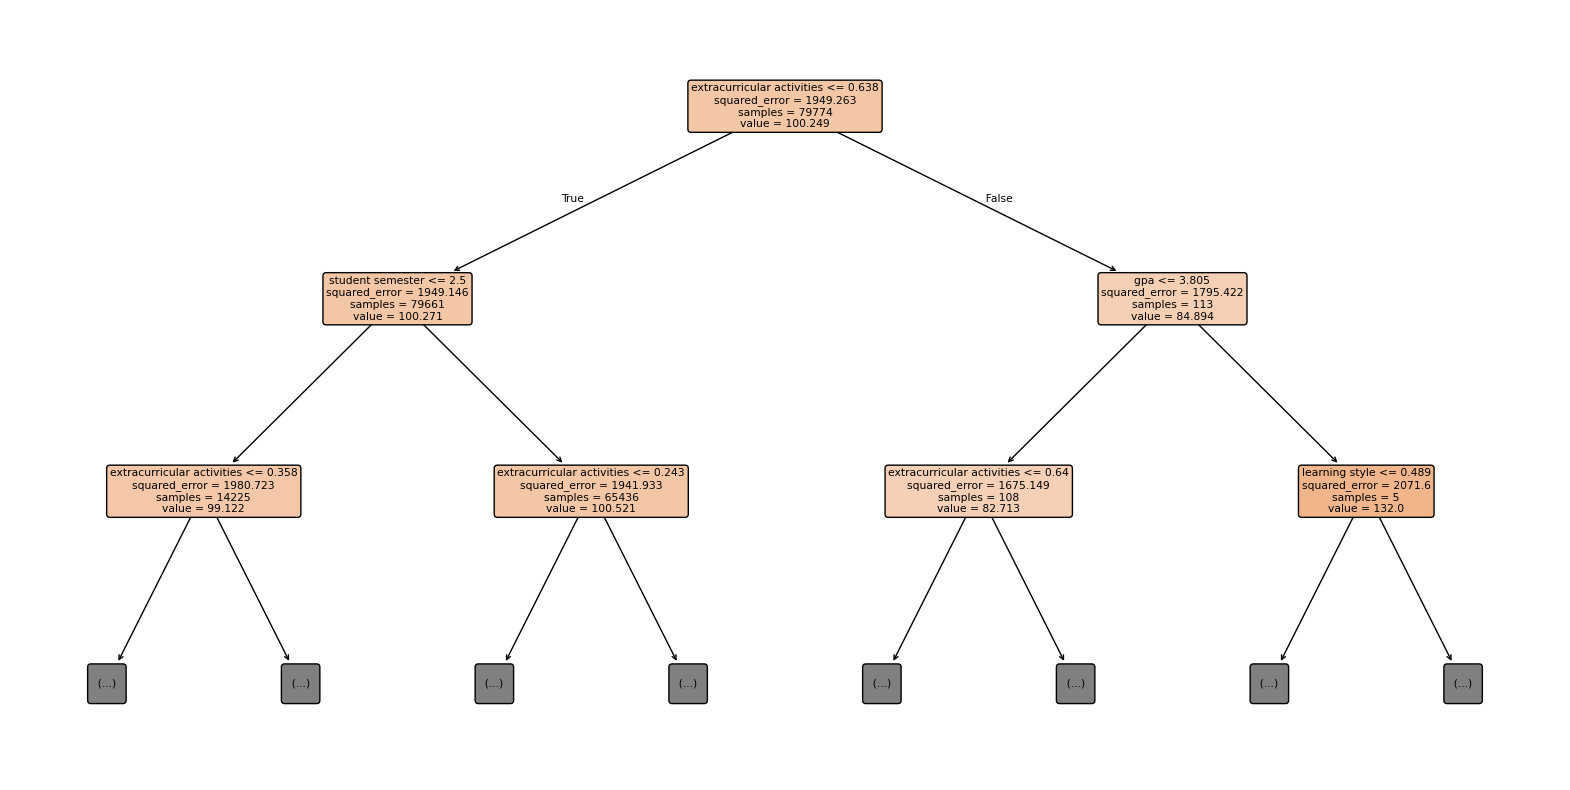 extracurricular activities <= 0.638
squared_error = 1949.263
samples = 79774
value = 100.249
True
False
student semester <= 2.5
squared_error = 1949.146
samples = 79661
value = 100.271
gpa <= 3.805
squared_error = 1795.422
samples = 113
value = 84.894
extracurricular activities <= 0.358
squared_error = 1980.723
samples = 14225
value = 99.122
extracurricular activities <= 0.243
squared_error = 1941.933
samples = 65436
value = 100.521
extracurricular activities <= 0.64
squared_error = 1675.149
samples = 108
value = 82.713
learning style <= 0.489
squared_error = 2071.6
samples = 5
value = 132.0
(...)
(...)
(...)
(...)
(...)
(...)
(...)
(...)